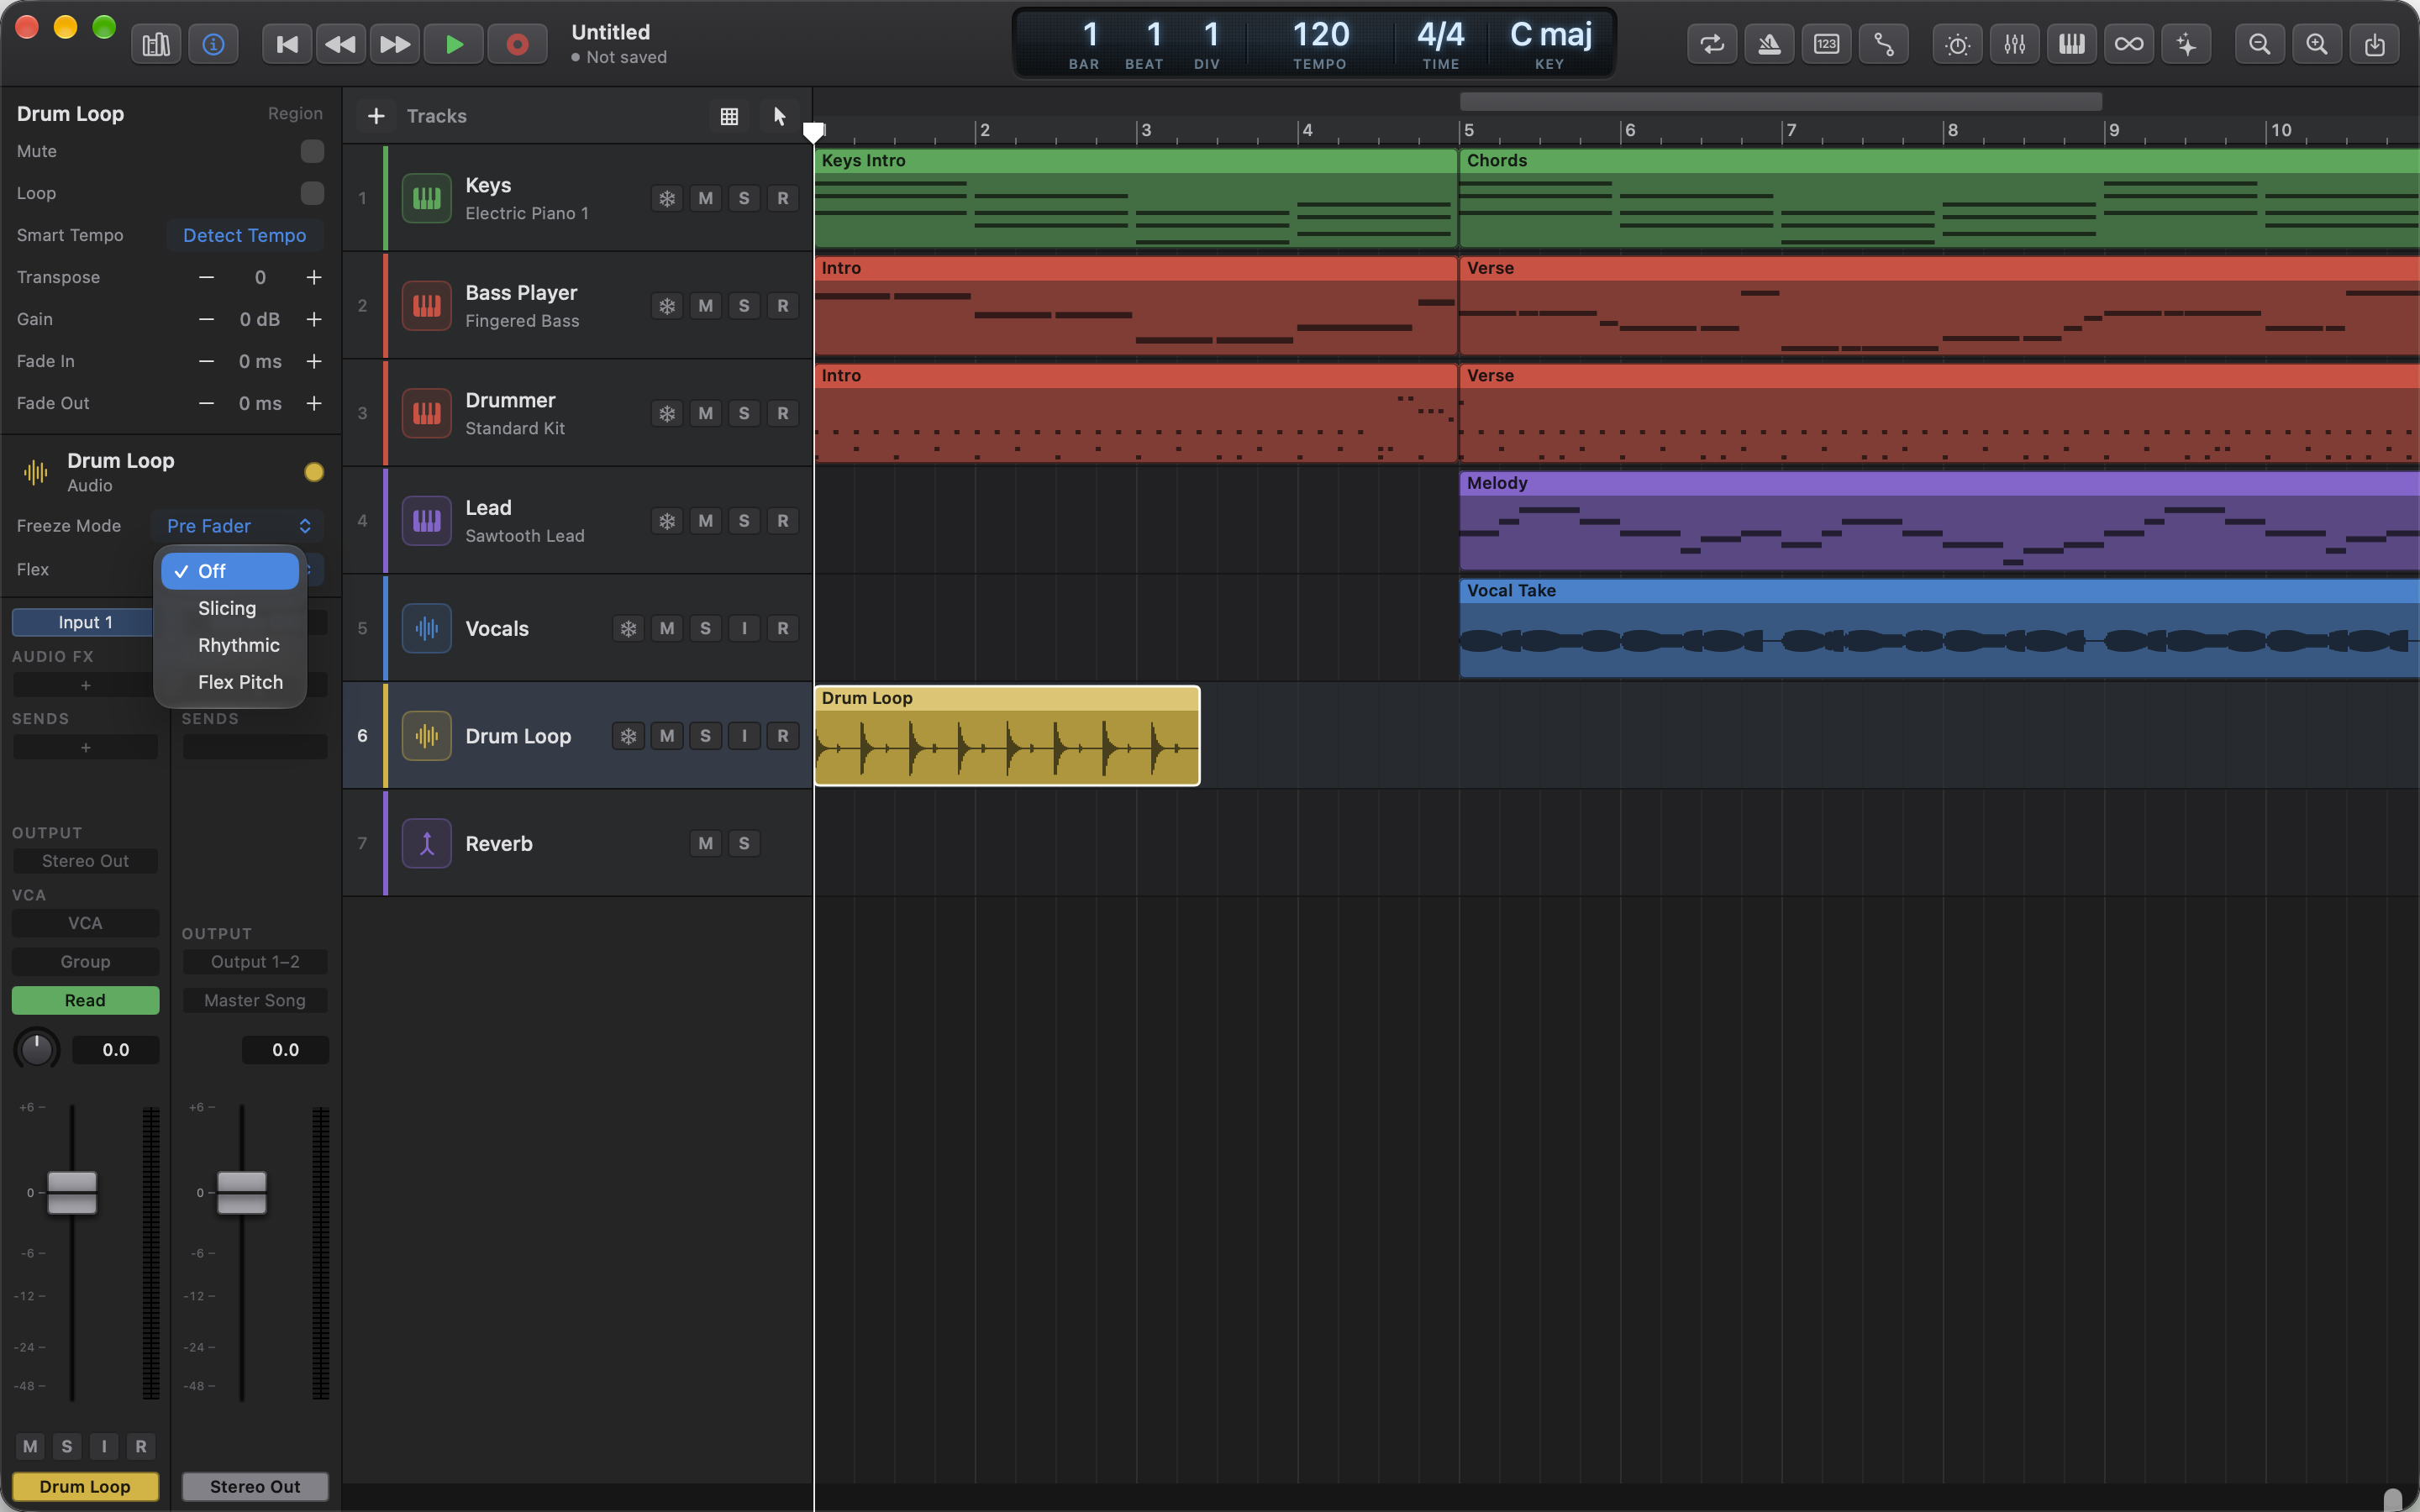 Untitled
Not saved
1 1 1 120 4/4 C maj
BAR BEAT DIV TEMPO TIME KEY
123
Drum Loop Region
Mute
Loop
Smart Tempo Detect Tempo
Transpose − 0 +
Gain − 0 dB +
Fade In − 0 ms +
Fade Out − 0 ms +
Drum Loop
Audio
Freeze Mode Pre Fader
Flex
✓ Off
Slicing
Rhythmic
Flex Pitch
Input 1
AUDIO FX
+
SENDS SENDS
+
OUTPUT
Stereo Out
VCA
VCA
OUTPUT
Group Output 1–2
Read Master Song
0.0 0.0
+6 +6
0 0
-6 -6
-12 -12
-24 -24
-48 -48
M S I R
Drum Loop Stereo Out
+ Tracks
2 3 4 5 6 7 8 9 10
1 Keys M S R
Electric Piano 1
Keys Intro Chords
2 Bass Player M S R
Fingered Bass
Intro Verse
3 Drummer M S R
Standard Kit
Intro Verse
4 Lead M S R
Sawtooth Lead
Melody
5 Vocals M S I R
Vocal Take
6 Drum Loop M S I R
Drum Loop
7 Reverb M S